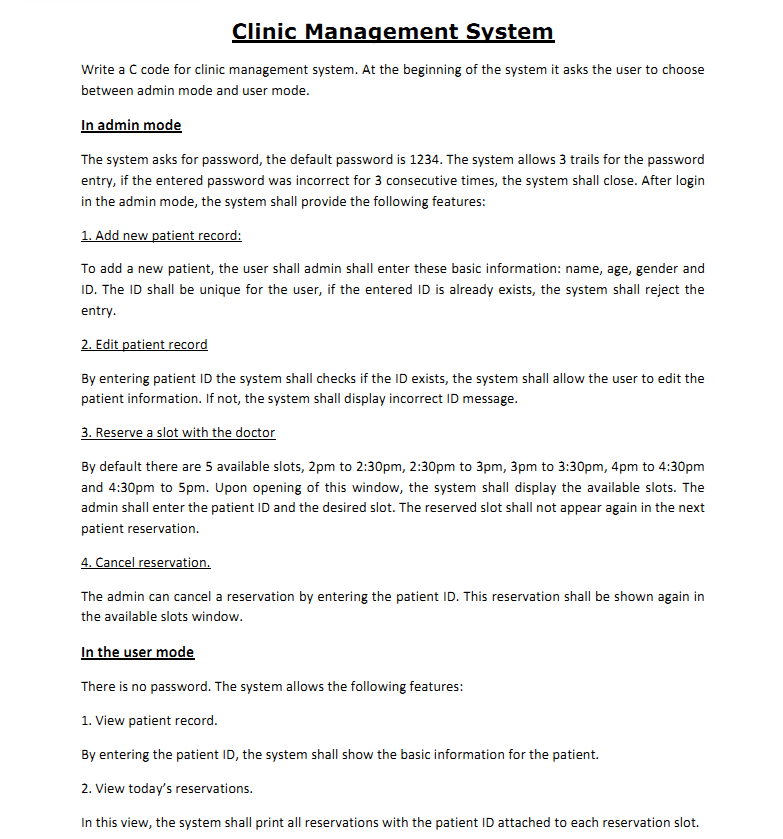 Clinic Management System
Write a C code for clinic management system. At the beginning of the system it asks the user to choose
between admin mode and user mode.
In admin mode
The system asks for password, the default password is 1234. The system allows 3 trails for the password
entry, if the entered password was incorrect for 3 consecutive times, the system shall close. After login
in the admin mode, the system shall provide the following features:
1. Add new patient record:
To add a new patient, the user shall admin shall enter these basic information: name, age, gender and
ID. The ID shall be unique for the user, if the entered ID is already exists, the system shall reject the
entry.
2. Edit patient record
By entering patient ID the system shall checks if the ID exists, the system shall allow the user to edit the
patient information. If not, the system shall display incorrect ID message.
3. Reserve a slot with the doctor
By default there are 5 available slots, 2pm to 2:30pm, 2:30pm to 3pm, 3pm to 3:30pm, 4pm to 4:30pm
and 4:30pm to 5pm. Upon opening of this window, the system shall display the available slots. The
admin shall enter the patient ID and the desired slot. The reserved slot shall not appear again in the next
patient reservation.
4. Cancel reservation.
The admin can cancel a reservation by entering the patient ID. This reservation shall be shown again in
the available slots window.
In the user mode
There is no password. The system allows the following features:
1. View patient record.
By entering the patient ID, the system shall show the basic information for the patient.
2. View today's reservations.
In this view, the system shall print all reservations with the patient ID attached to each reservation slot.